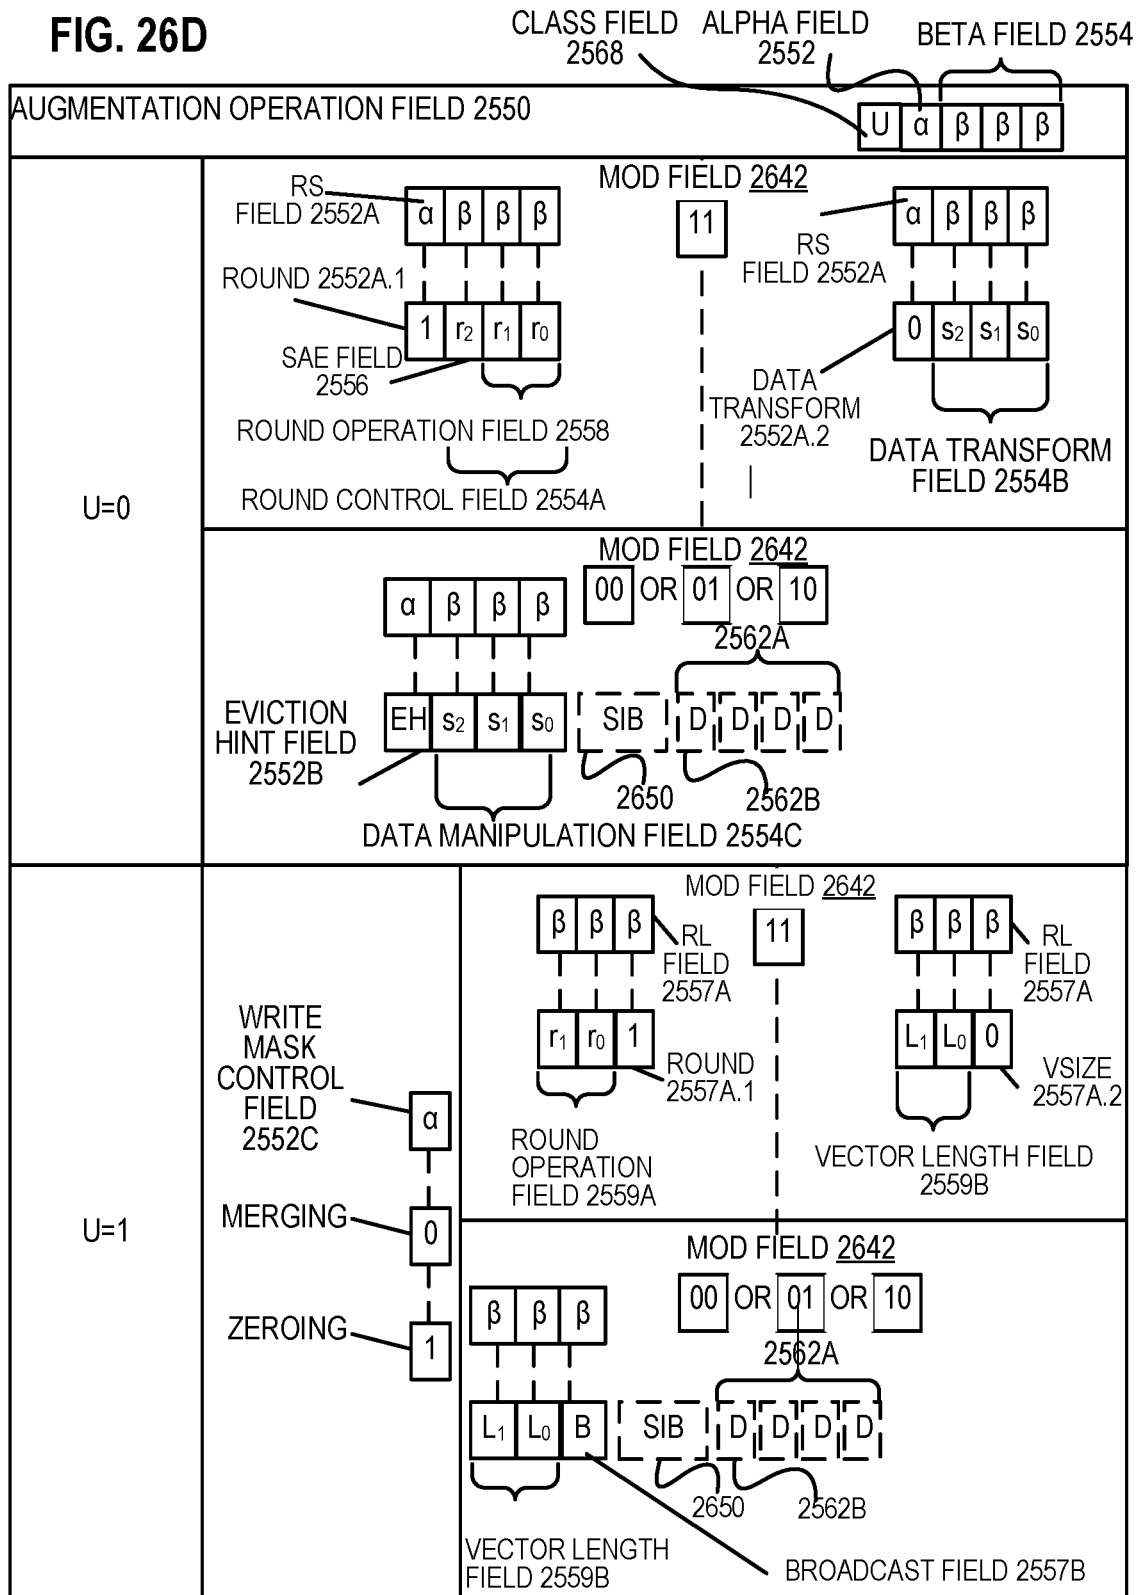 FIG. 26D
CLASS FIELD
2568
ALPHA FIELD
2552
BETA FIELD 2554
AUGMENTATION OPERATION FIELD 2550
U α β β β
U=0
MOD FIELD 2642
11
RS
FIELD 2552A
α β β β
ROUND 2552A.1
1 r2 r1 r0
SAE FIELD
2556
ROUND OPERATION FIELD 2558
ROUND CONTROL FIELD 2554A
α β β β
RS
FIELD 2552A
0 s2 s1 s0
DATA
TRANSFORM
2552A.2
DATA TRANSFORM
FIELD 2554B
MOD FIELD 2642
00 OR 01 OR 10
α β β β
2562A
EH s2 s1 s0 SIB D D D D
EVICTION
HINT FIELD
2552B
2650
2562B
DATA MANIPULATION FIELD 2554C
U=1
WRITE
MASK
CONTROL
FIELD
2552C
α
MERGING
0
ZEROING
1
MOD FIELD 2642
11
β β β
RL
FIELD
2557A
r1 r0 1
ROUND
2557A.1
ROUND
OPERATION
FIELD 2559A
β β β
RL
FIELD
2557A
L1 L0 0
VSIZE
2557A.2
VECTOR LENGTH FIELD
2559B
MOD FIELD 2642
00 OR 01 OR 10
β β β
2562A
L1 L0 B SIB D D D D
2650
2562B
VECTOR LENGTH
FIELD 2559B
BROADCAST FIELD 2557B